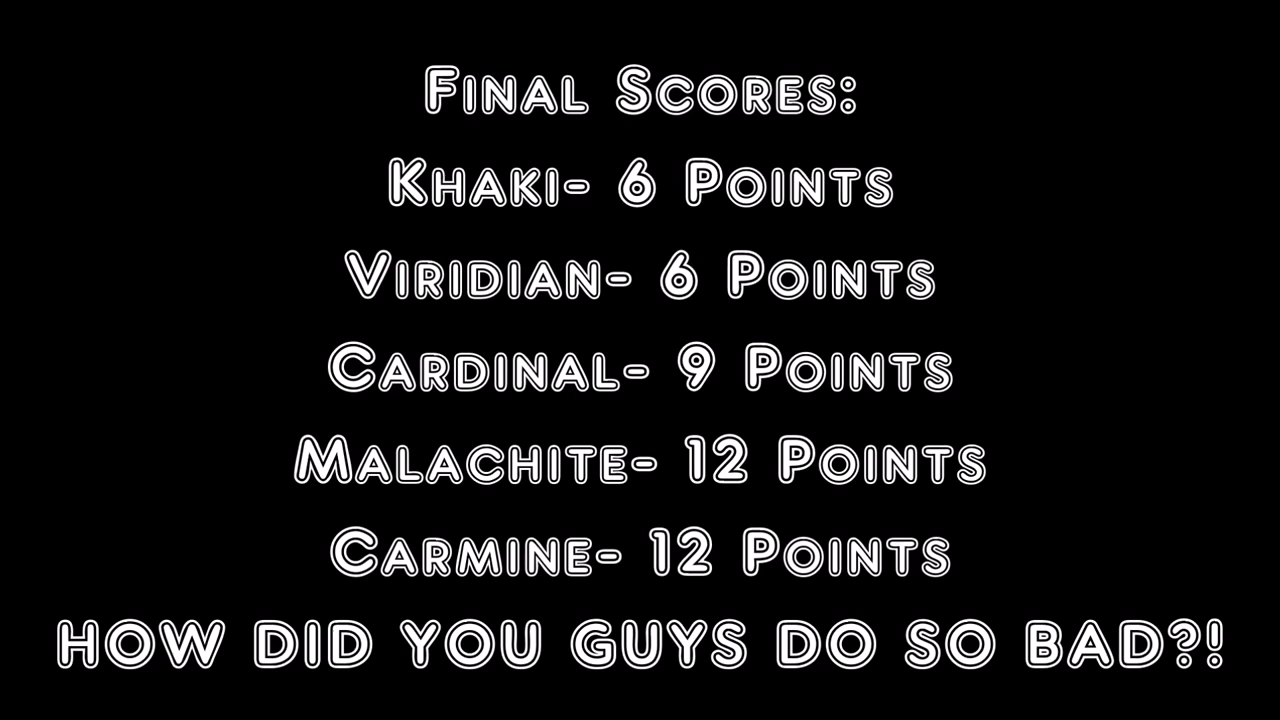 Final Scores:
Khaki- 6 Points
Viridian- 6 Points
Cardinal- 9 Points
Malachite- 12 Points
Carmine- 12 Points
HOW DID YOU GUYS DO SO BAD?!